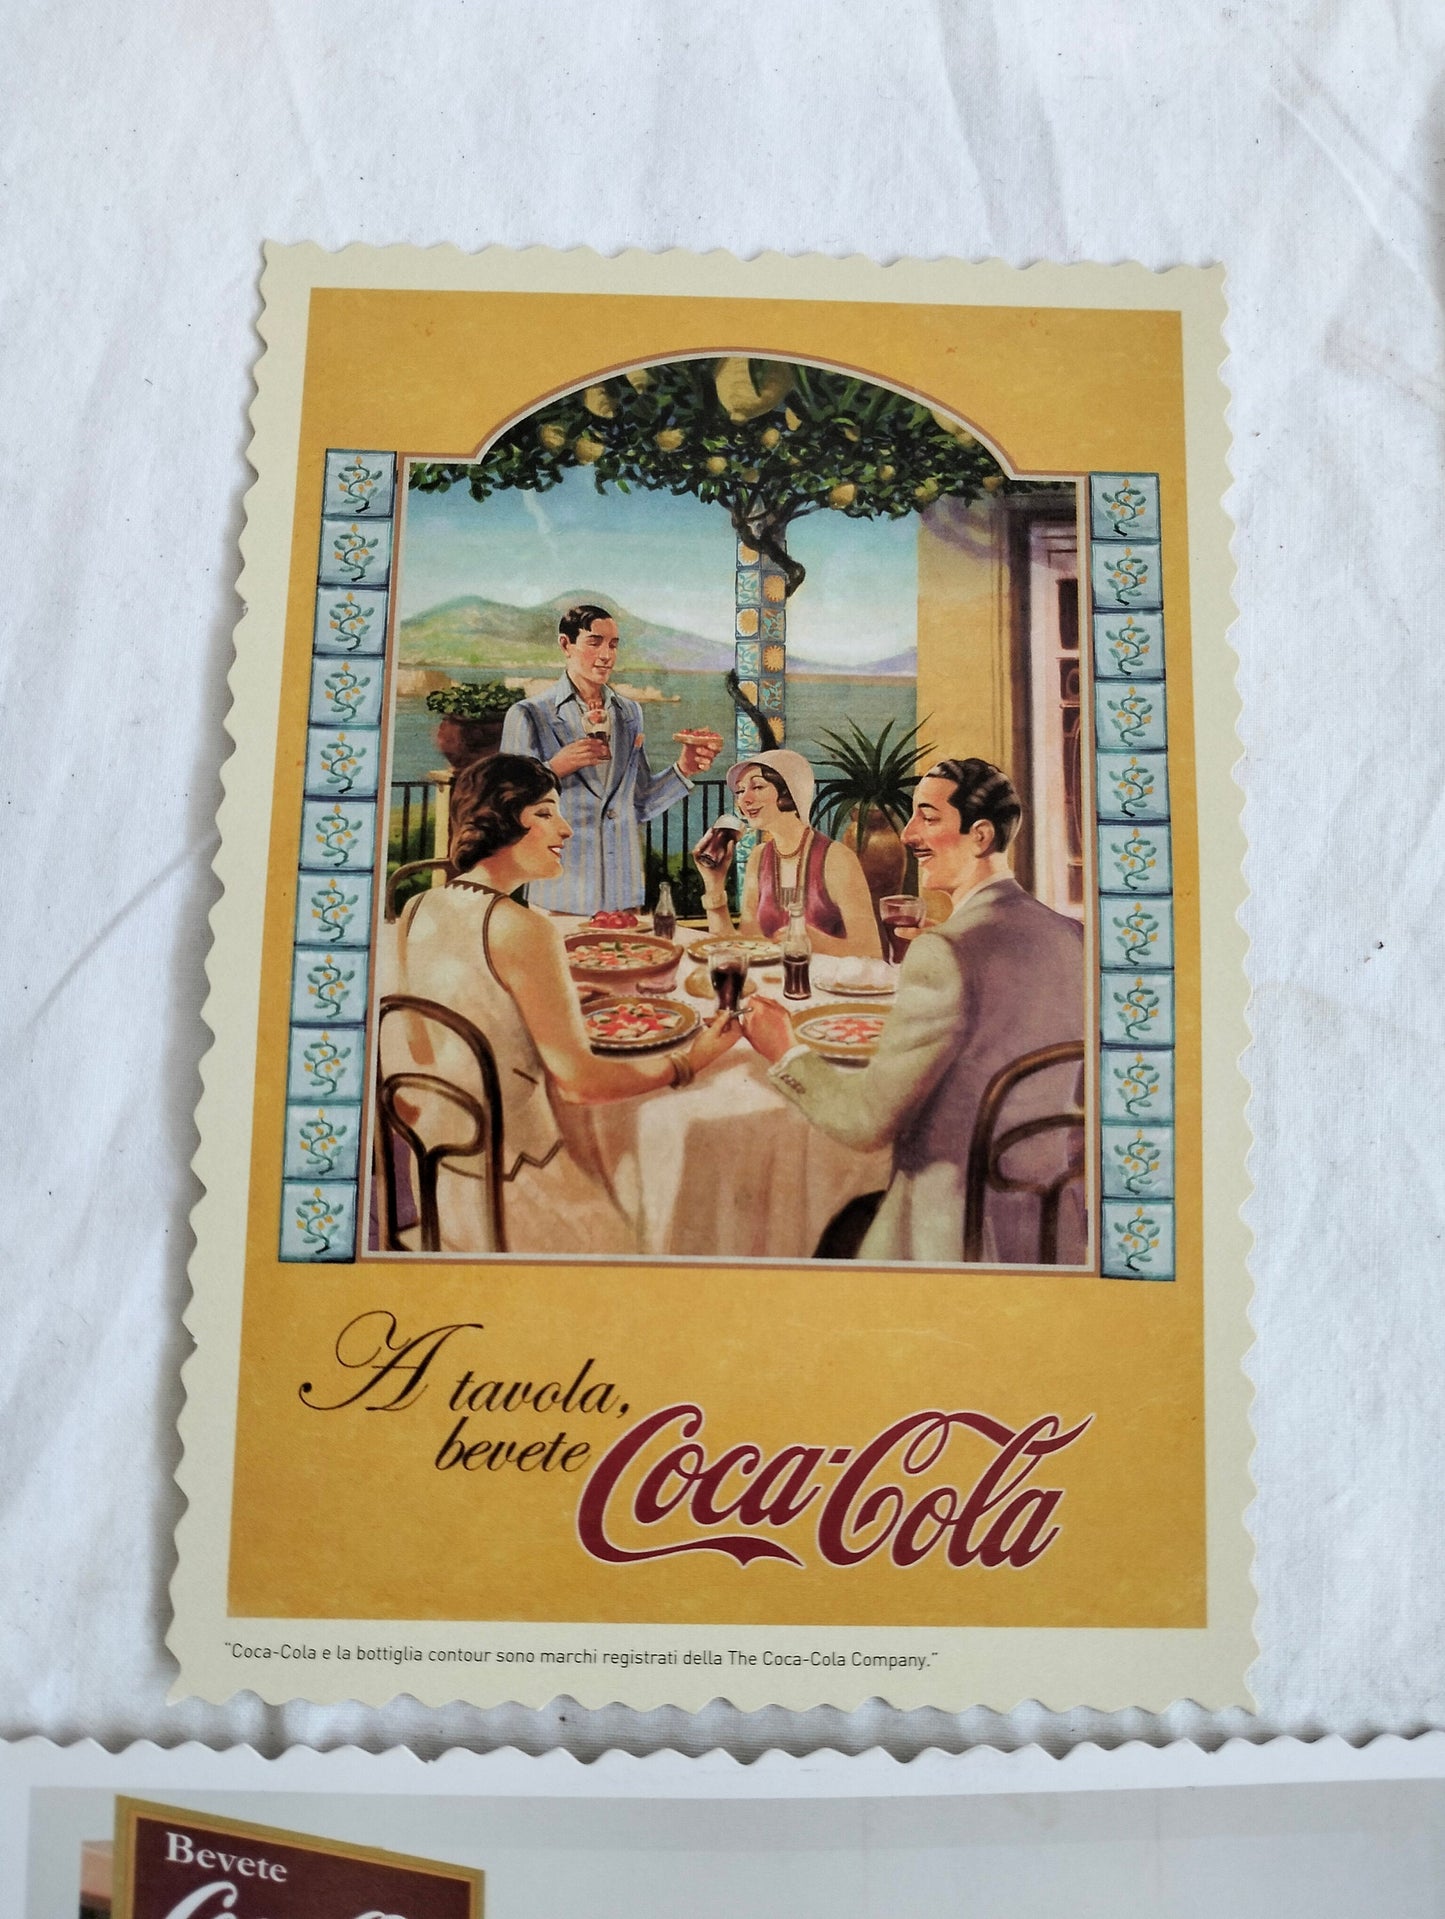 A tavola,
bevete
Coca-Cola
"Coca-Cola e la bottiglia contour sono marchi registrati della The Coca-Cola Company."
Bevete